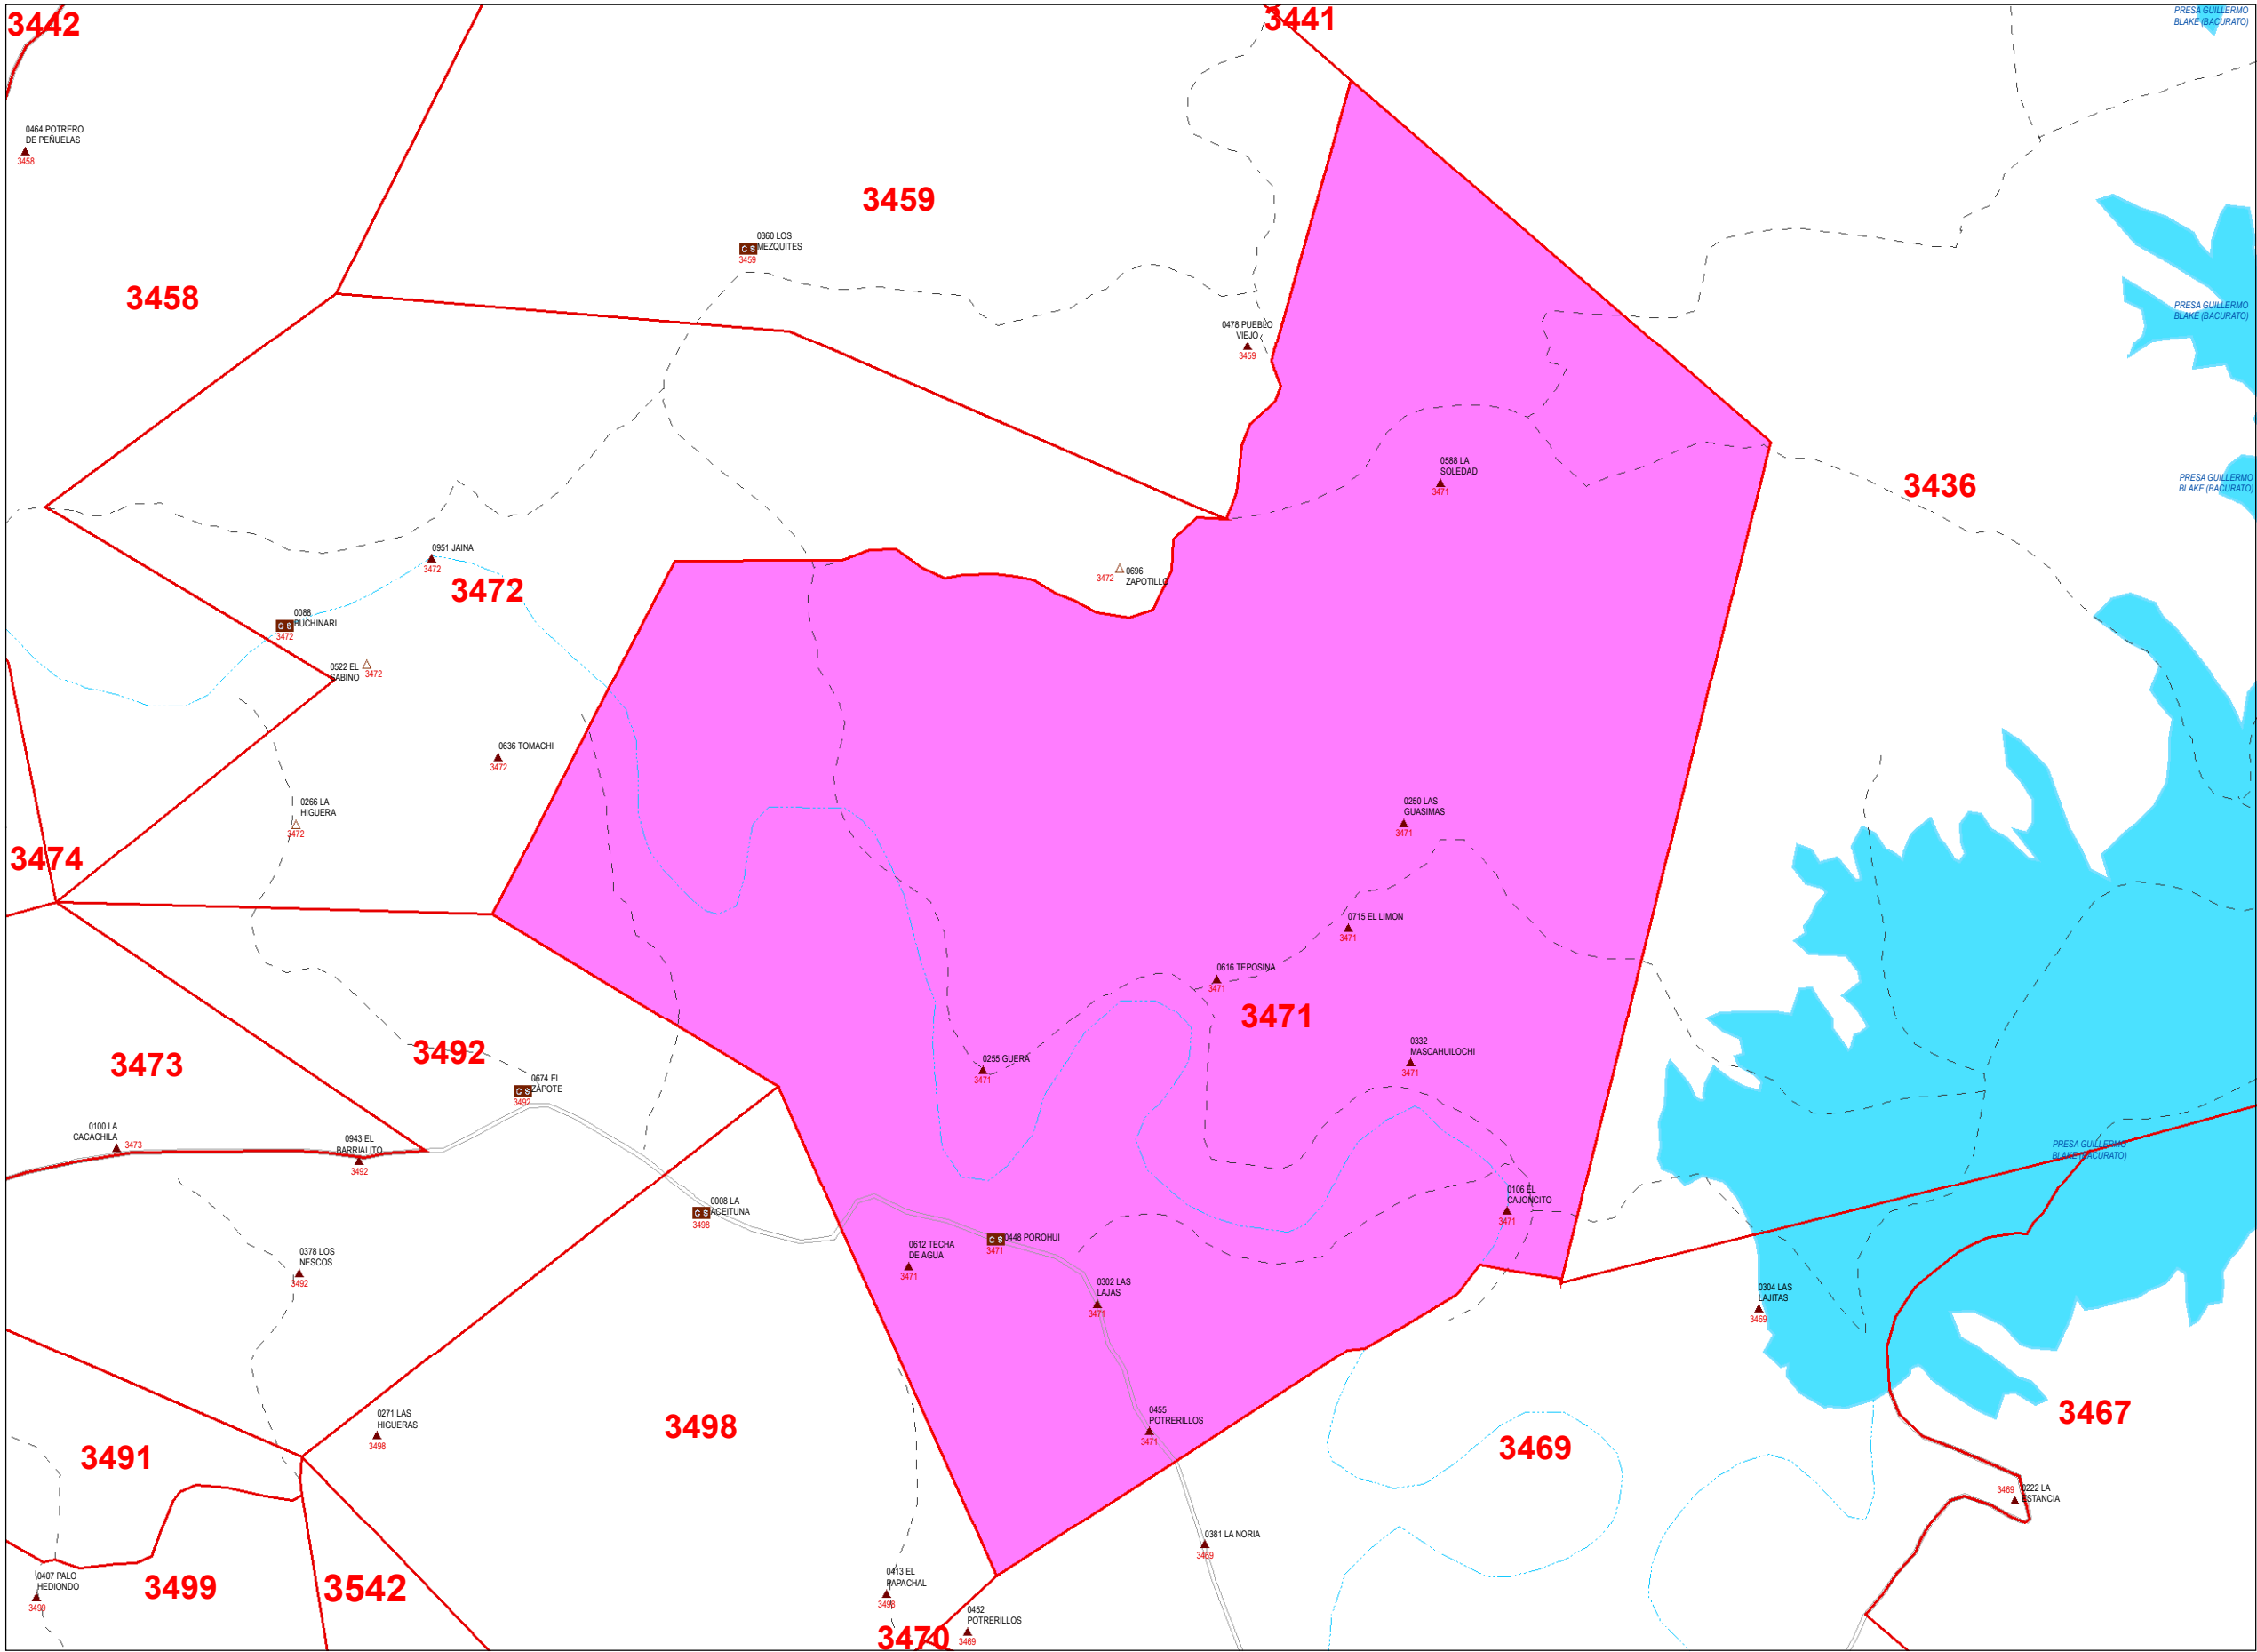 3442
3441
PRESA GUILLERMO
BLAKE (BACURATO)
0464 POTRERO
DE PEÑUELAS
3458
3459
0360 LOS
MEZQUITES
C S
3459
3458
PRESA GUILLERMO
BLAKE (BACURATO)
0478 PUEBLO
VIEJO
3459
0588 LA
SOLEDAD
3471
3436
PRESA GUILLERMO
BLAKE (BACURATO)
0951 JAINA
3472
3472
0696
ZAPOTILLO
3472
0088
BUCHINARI
C S
3472
0522 EL
SABINO
3472
0636 TOMACHI
3472
0266 LA
HIGUERA
3472
0250 LAS
GUASIMAS
3471
3474
0715 EL LIMON
3471
0616 TEPOSINA
3471
3471
3473
3492
0255 GUERA
3471
0332
MASCAHUILOCHI
3471
0674 EL
ZAPOTE
C S
3492
0100 LA
CACACHILA
3473
0943 EL
BARRIALITO
3492
PRESA GUILLERMO
BLAKE (BACURATO)
0008 LA
ACEITUNA
C S
3498
0106 EL
CAJONCITO
3471
0448 POROHUI
C S
3471
0612 TECHA
DE AGUA
3471
0378 LOS
NESCOS
3492
0302 LAS
LAJAS
3471
0304 LAS
LAJITAS
3469
0271 LAS
HIGUERAS
3498
3498
0455
POTRERILLOS
3471
3467
3469
3491
0222 LA
ESTANCIA
3469
0381 LA NORIA
3469
0407 PALO
HEDIONDO
3499
3499
3542
0413 EL
PAPACHAL
3498
0452
POTRERILLOS
3469
3470